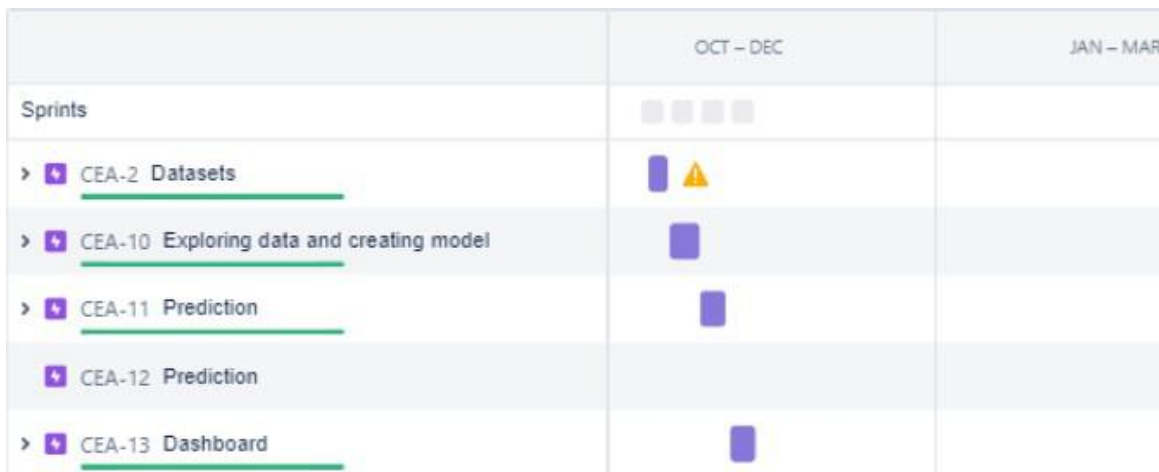 OCT – DEC
JAN – MAR
Sprints
CEA-2 Datasets
CEA-10 Exploring data and creating model
CEA-11 Prediction
CEA-12 Prediction
CEA-13 Dashboard